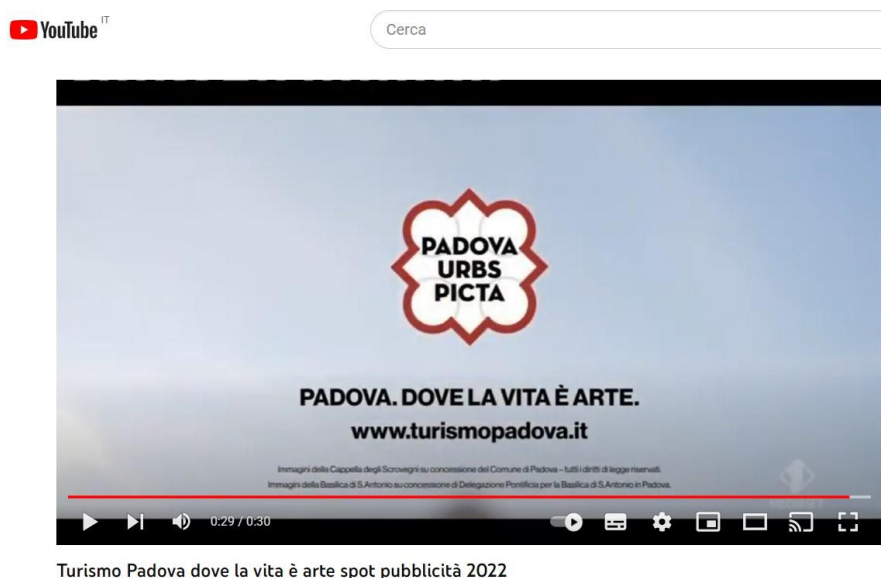 YouTube IT
Cerca
PADOVA
URBS
PICTA
PADOVA. DOVE LA VITA È ARTE.
www.turismopadova.it
Immagini della Cappella degli Scrovegni su concessione del Comune di Padova – tutti i diritti di legge riservati.
Immagini della Basilica di S.Antonio su concessione di Delegazione Pontificia per la Basilica di S.Antonio in Padova.
0:29 / 0:30
Turismo Padova dove la vita è arte spot pubblicità 2022